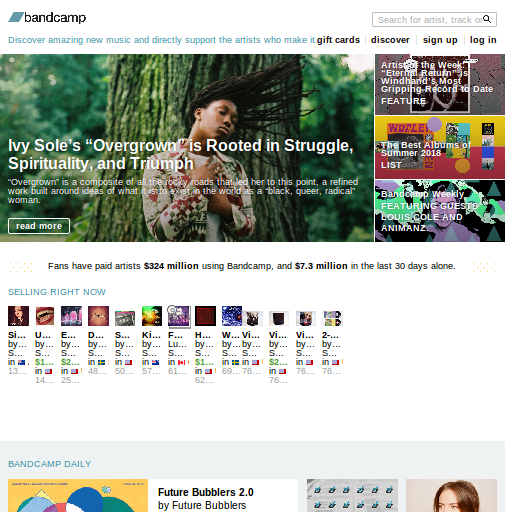 bandcamp
Search for artist, track or
Discover amazing new music and directly support the artists who make it.
gift cards
discover
sign up
log in
Ivy Sole's “Overgrown” is Rooted in Struggle,
Spirituality, and Triumph
“Overgrown” is a composite of all the rocky roads that led her to this point, a refined
work built around ideas of what it is to exist in the world as a “black, queer, radical
woman.
read more
Artist of the Week:
“Eternal Return” is
Windhand's Most
Gripping Record to Date
FEATURE
The Best Albums of
Summer 2018
LIST
Bandcamp Weekly
FEATURING GUESTS
LOUIS COLE AND
ANIMANZ.
Fans have paid artists $324 million using Bandcamp, and $7.3 million in the last 30 days alone.
SELLING RIGHT NOW
Si... U... E... D... S... Ki... F... H... W... Vi... Vi... Vi... 2-...
by... by... by... by... by... by... Lu... by... by... by... by... by... by...
S... $1... $2... S... S... S... S... $1... S... S... $2... S... S...
in in in in in in in in in in in in in
13... 14... 25... 48... 50... 57... 61... 62... 69... 76... 76... 76... 76...
BANDCAMP DAILY
Future Bubblers 2.0
by Future Bubblers